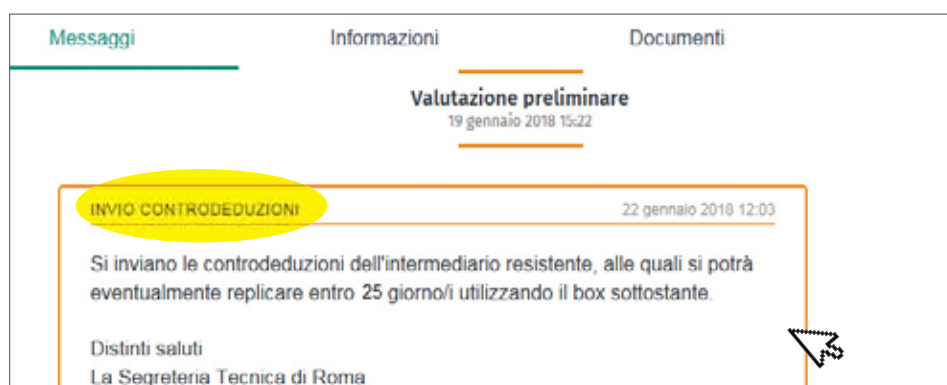 Messaggi Informazioni Documenti
Valutazione preliminare
19 gennaio 2018 15:22
INVIO CONTRODEDUZIONI 22 gennaio 2018 12:03
Si inviano le controdeduzioni dell'intermediario resistente, alle quali si potrà
eventualmente replicare entro 25 giorno/i utilizzando il box sottostante.
Distinti saluti
La Segreteria Tecnica di Roma